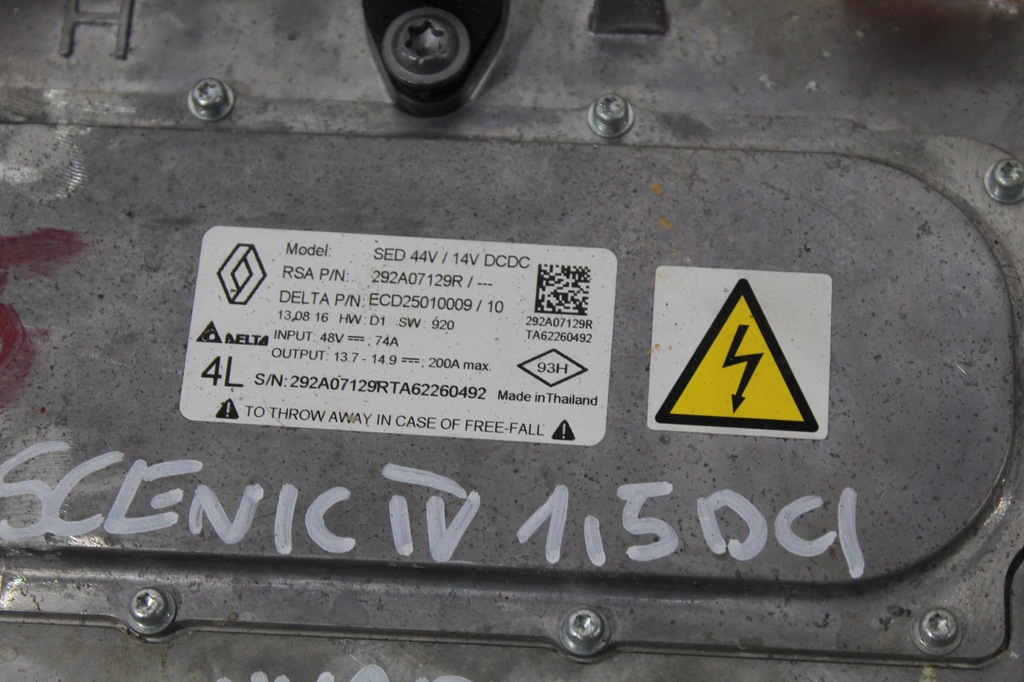 H
Model: SED 44V / 14V DCDC
RSA P/N: 292A07129R / ---
DELTA P/N: ECD25010009 / 10
13.08 16 HW: D1 SW: 920
292A07129R
TA62260492
DELTA
INPUT: 48V ⎓; 74A
OUTPUT: 13.7 - 14.9 ⎓; 200A max.
93H
4L S/N: 292A07129RTA62260492 Made in Thailand
TO THROW AWAY IN CASE OF FREE-FALL
SCENIC IV 1,5 DCI